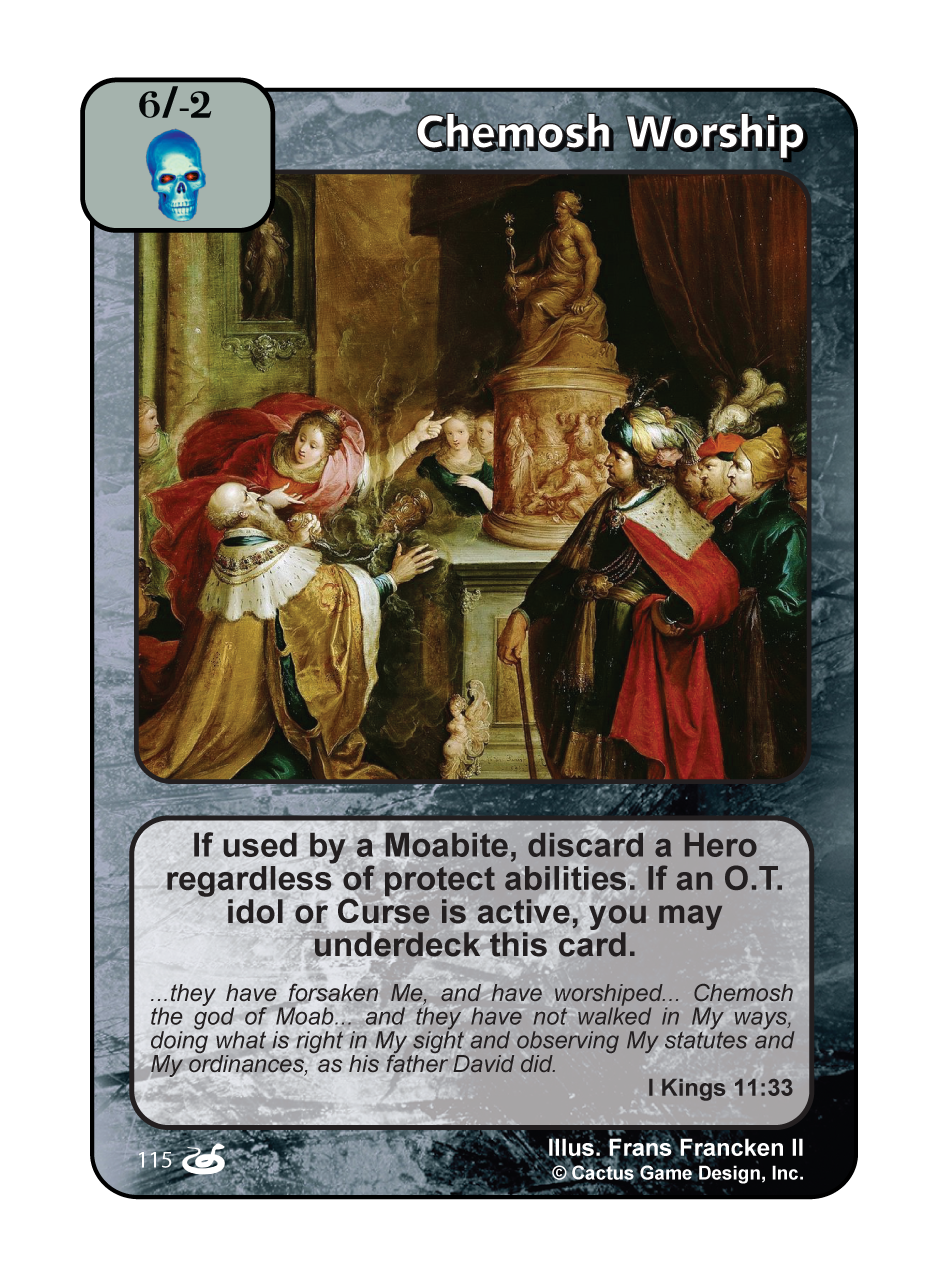 6/-2
Chemosh Worship
If used by a Moabite, discard a Hero
regardless of protect abilities. If an O.T.
idol or Curse is active, you may
underdeck this card.
...they have forsaken Me, and have worshiped... Chemosh
the god of Moab... and they have not walked in My ways,
doing what is right in My sight and observing My statutes and
My ordinances, as his father David did.
I Kings 11:33
115
Illus. Frans Francken II
© Cactus Game Design, Inc.